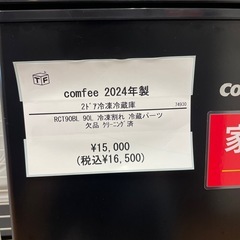 TF
comfee 2024年製
2ドア冷凍冷蔵庫
RCT90BL 90L 冷凍割れ 冷蔵パーツ
欠品 クリーニング済
¥15,000
(税込¥16,500)
co
家